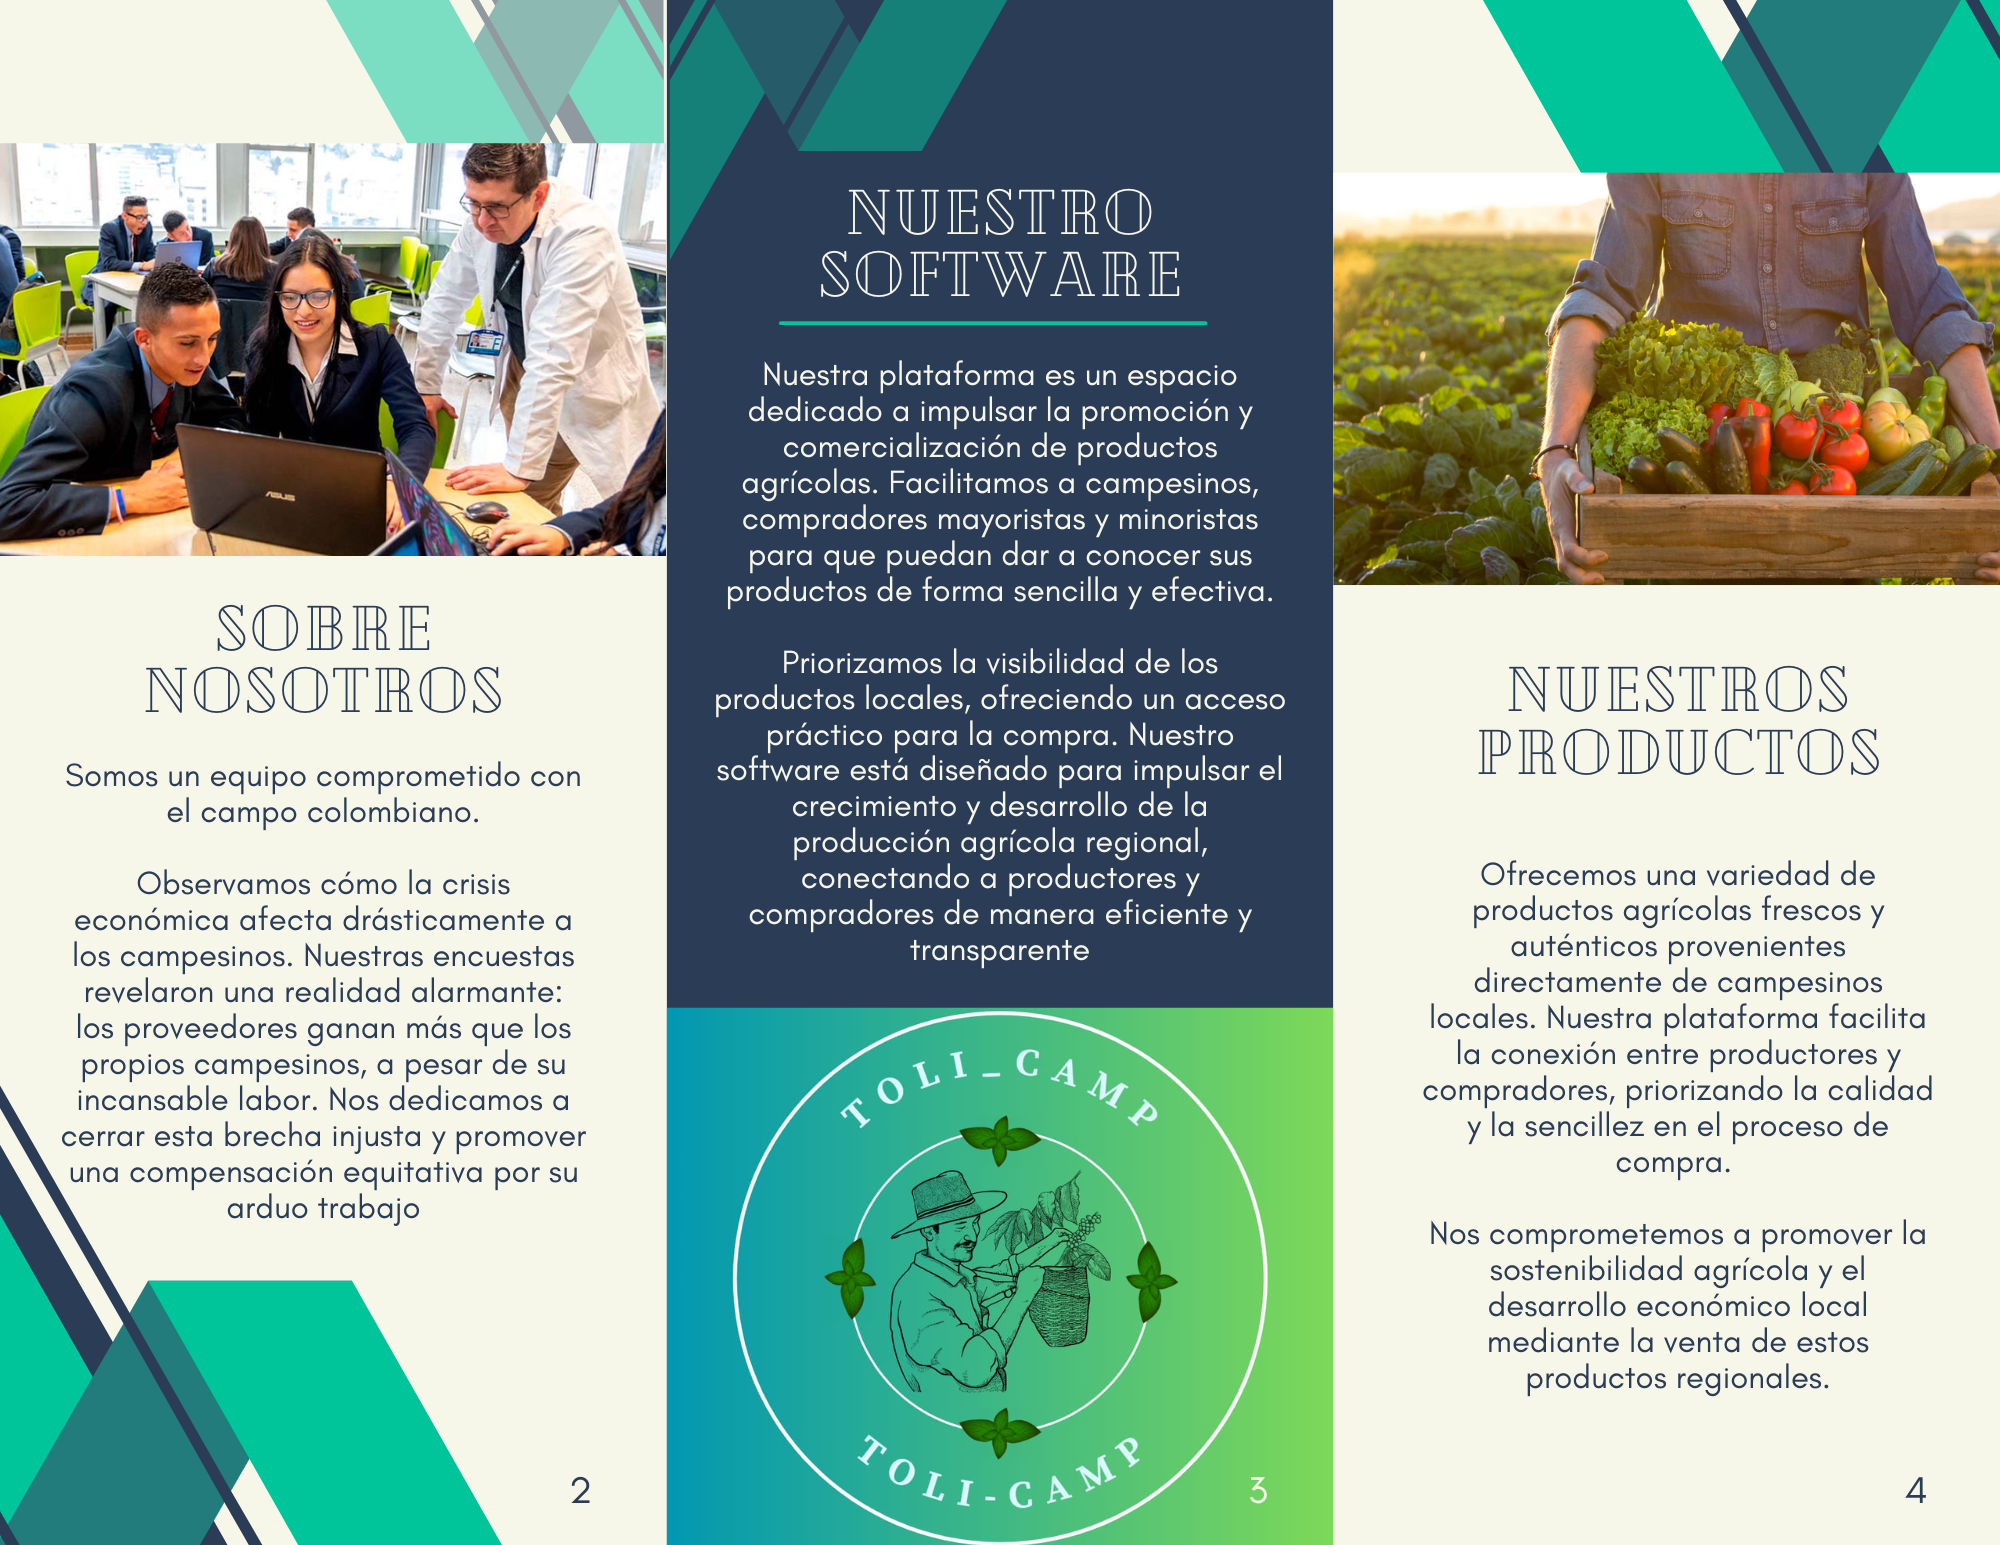 SOBRE
NOSOTROS
Somos un equipo comprometido con
el campo colombiano.
Observamos cómo la crisis
económica afecta drásticamente a
los campesinos. Nuestras encuestas
revelaron una realidad alarmante:
los proveedores ganan más que los
propios campesinos, a pesar de su
incansable labor. Nos dedicamos a
cerrar esta brecha injusta y promover
una compensación equitativa por su
arduo trabajo
2
ASUS
NUESTRO
SOFTWARE
Nuestra plataforma es un espacio
dedicado a impulsar la promoción y
comercialización de productos
agrícolas. Facilitamos a campesinos,
compradores mayoristas y minoristas
para que puedan dar a conocer sus
productos de forma sencilla y efectiva.
Priorizamos la visibilidad de los
productos locales, ofreciendo un acceso
práctico para la compra. Nuestro
software está diseñado para impulsar el
crecimiento y desarrollo de la
producción agrícola regional,
conectando a productores y
compradores de manera eficiente y
transparente
TOLI_CAMP
TOLI-CAMP
3
NUESTROS
PRODUCTOS
Ofrecemos una variedad de
productos agrícolas frescos y
auténticos provenientes
directamente de campesinos
locales. Nuestra plataforma facilita
la conexión entre productores y
compradores, priorizando la calidad
y la sencillez en el proceso de
compra.
Nos comprometemos a promover la
sostenibilidad agrícola y el
desarrollo económico local
mediante la venta de estos
productos regionales.
4